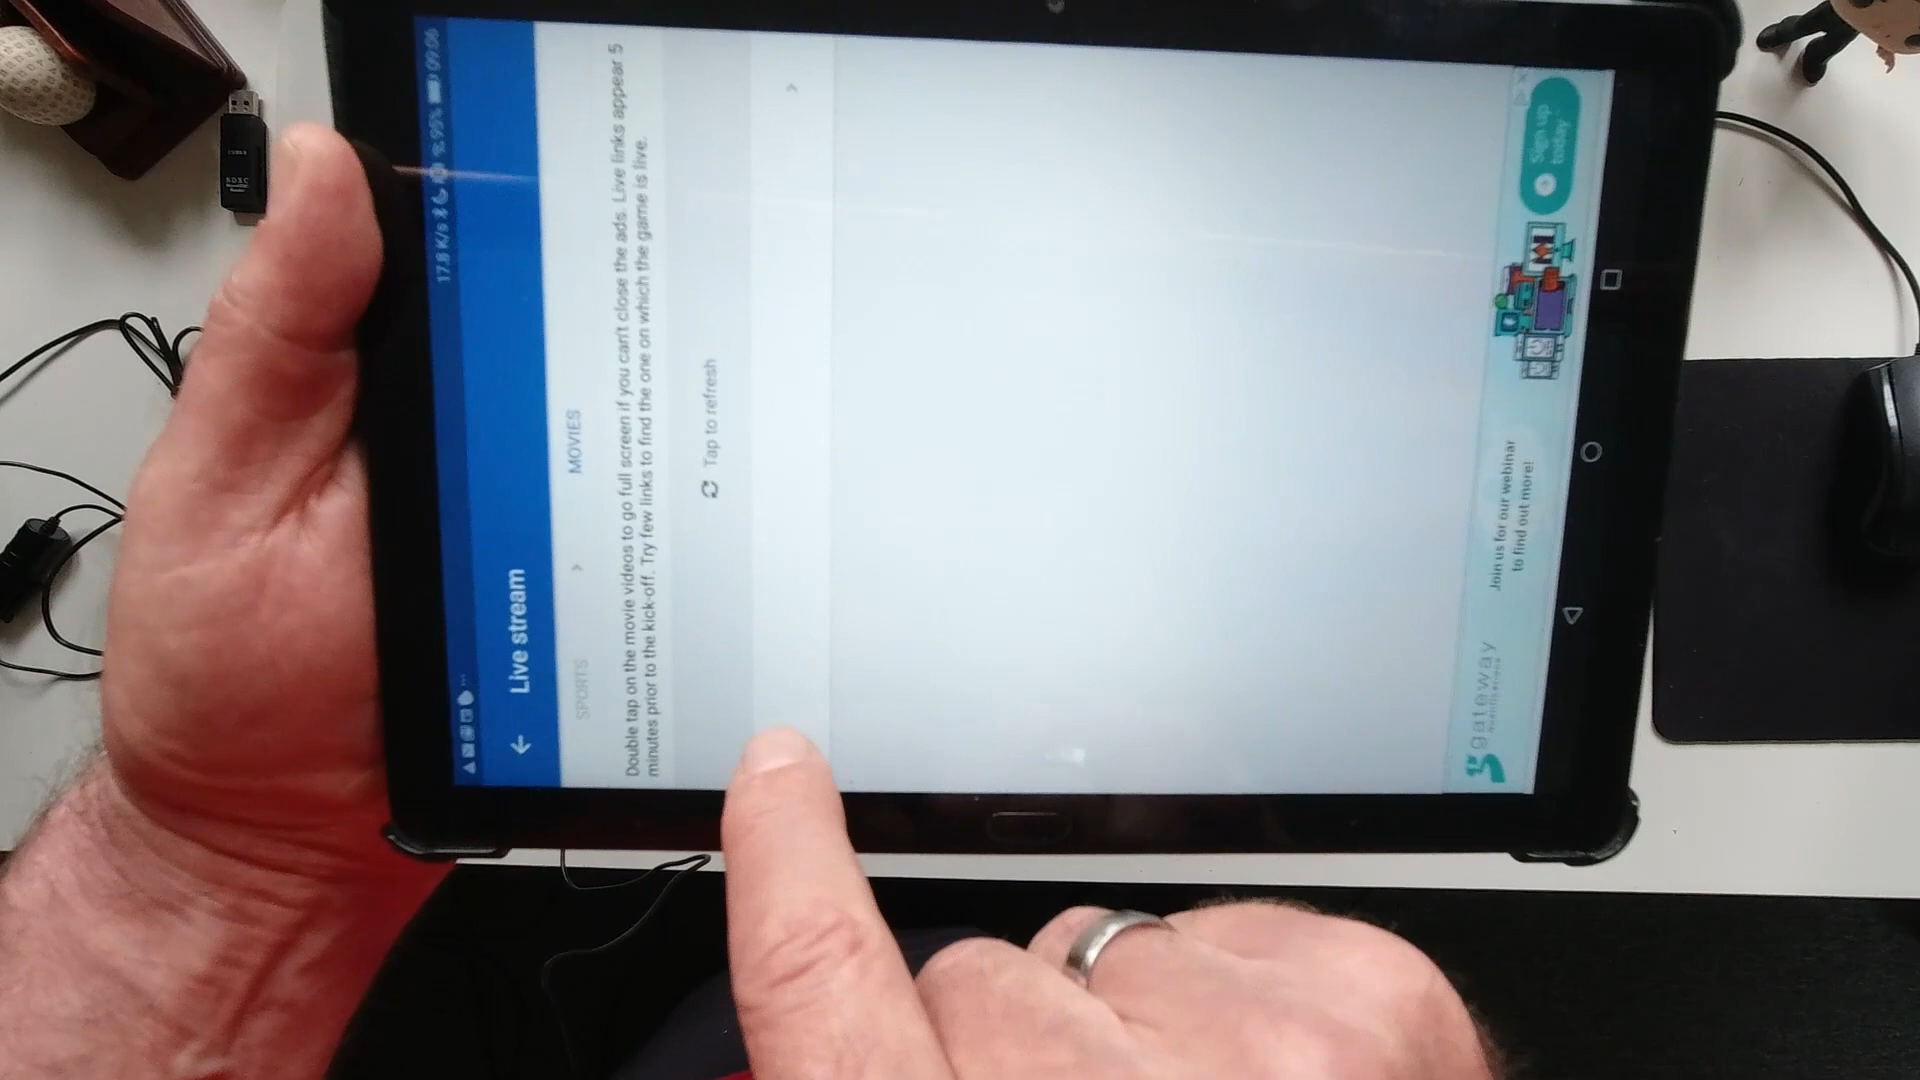 17.8 K/s 95% 09:06
Live stream
SPORTS
MOVIES
Double tap on the movie videos to go full screen if you can't close the ads. Live links appear 5
minutes prior to the kick-off. Try few links to find the one on which the game is live.
Tap to refresh
gateway
Join us for our webinar
to find out more!
Sign up
today
SDXC